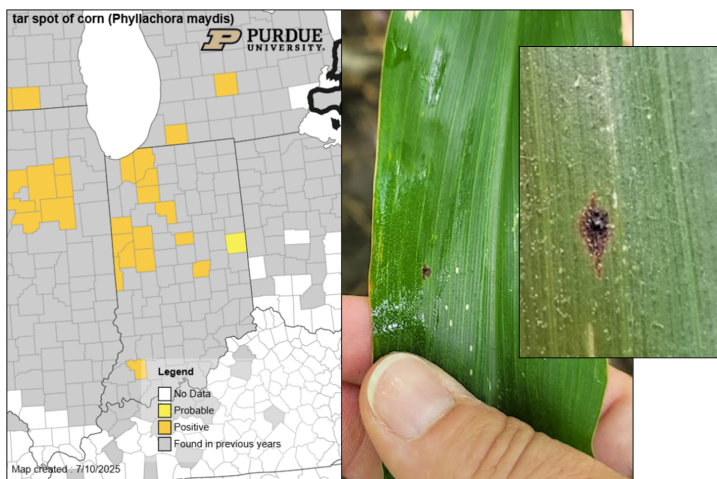 tar spot of corn (Phyllachora maydis)
PURDUE
UNIVERSITY®
Legend
No Data
Probable
Positive
Found in previous years
Map created : 7/10/2025